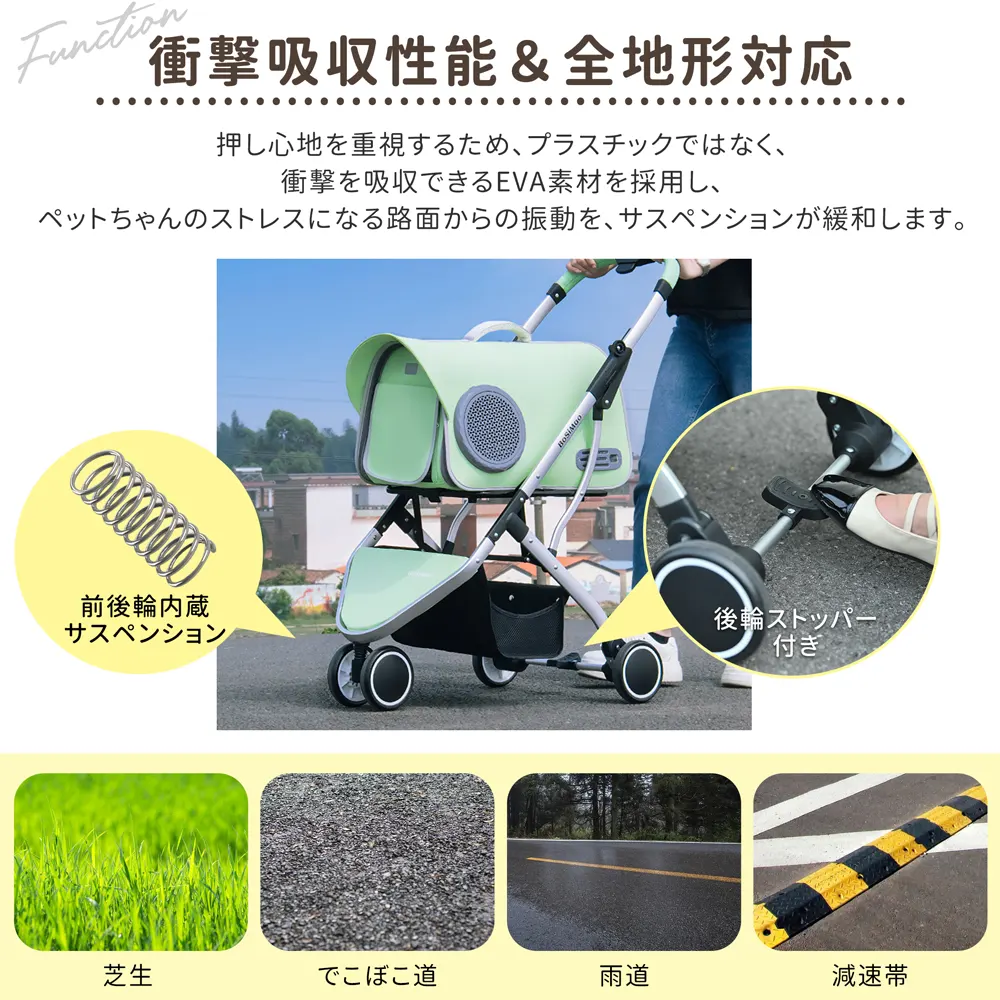 Function
衝撃吸収性能&全地形対応
押し心地を重視するため、プラスチックではなく、
衝撃を吸収できるEVA素材を採用し、
ペットちゃんのストレスになる路面からの振動を、サスペンションが緩和します。
BoSiMoo
前後輪内蔵
サスペンション
後輪ストッパー
付き
芝生
でこぼこ道
雨道
減速帯